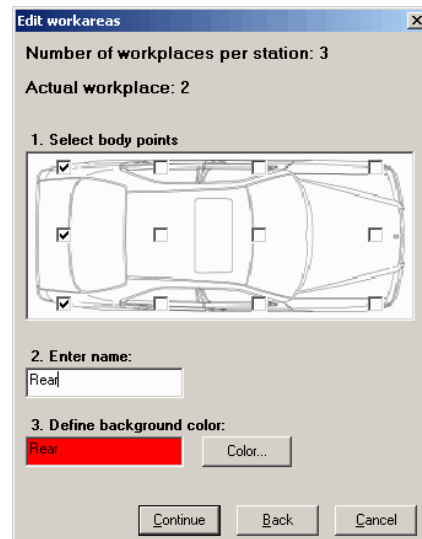 Edit workareas
Number of workplaces per station: 3
Actual workplace: 2
1. Select body points
2. Enter name:
Rear
3. Define background color:
Rear
Color...
Continue Back Cancel